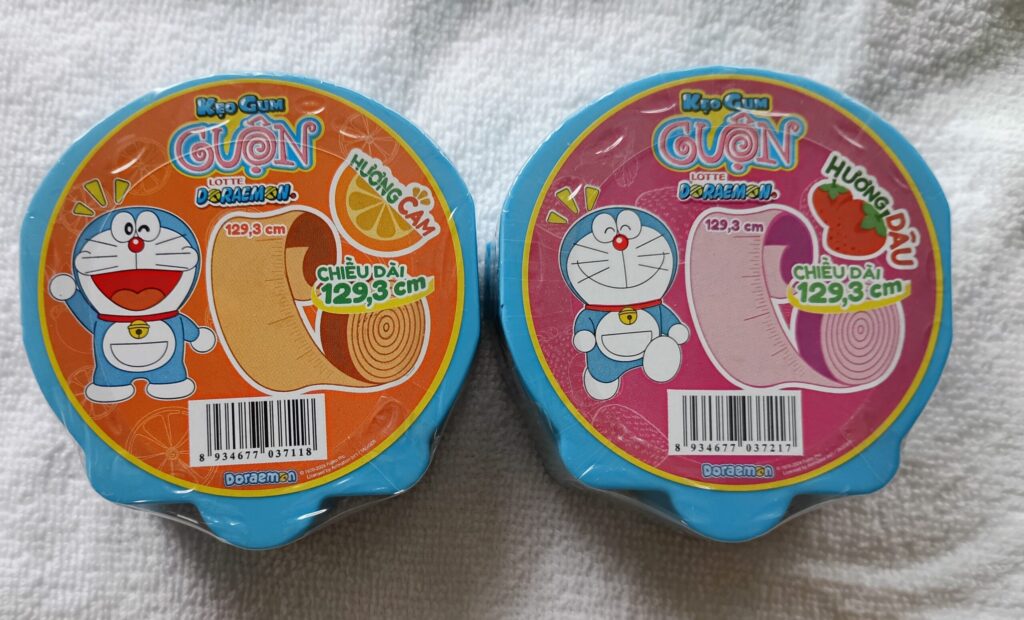 KẸO GUM
CUỘN
LOTTE
DORAEMON
HƯƠNG CAM
129,3 cm
CHIỀU DÀI
129,3 cm
8 934677 037118
DORAEMON
KẸO GUM
CUỘN
LOTTE
DORAEMON
HƯƠNG DÂU
129,3 cm
CHIỀU DÀI
129,3 cm
8 934677 037217
DORAEMON